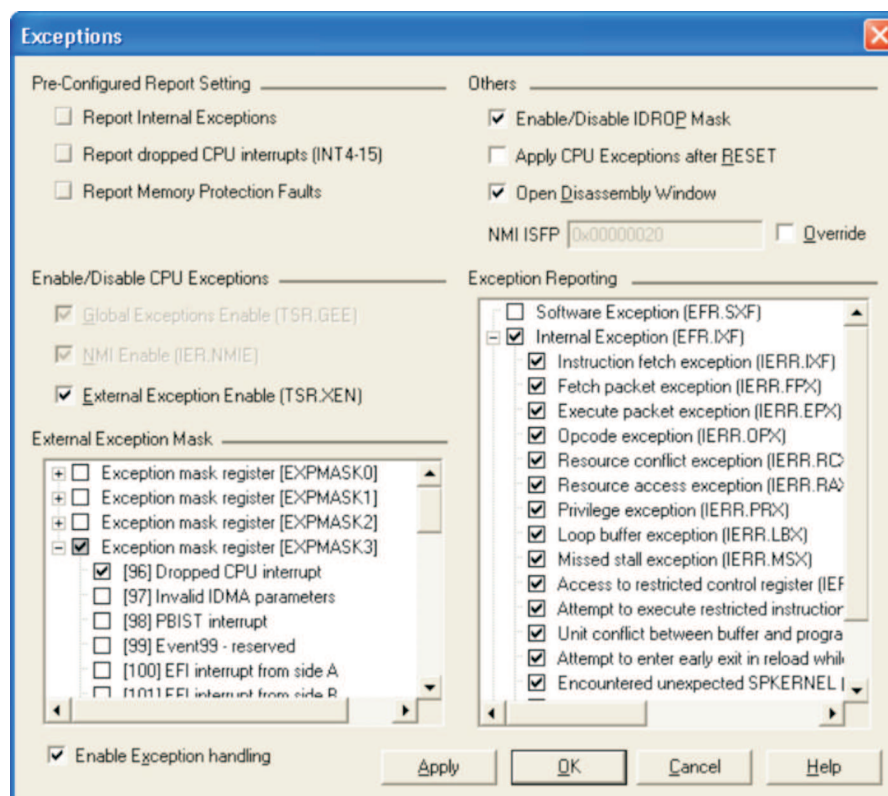 Exceptions
Pre-Configured Report Setting
Report Internal Exceptions
Report dropped CPU interrupts (INT4-15)
Report Memory Protection Faults
Others
Enable/Disable IDROP Mask
Apply CPU Exceptions after RESET
Open Disassembly Window
NMI ISFP 0x00000020 Override
Enable/Disable CPU Exceptions
Global Exceptions Enable (TSR.GEE)
NMI Enable (IER.NMIE)
External Exception Enable (TSR.XEN)
External Exception Mask
Exception mask register [EXPMASK0]
Exception mask register [EXPMASK1]
Exception mask register [EXPMASK2]
Exception mask register [EXPMASK3]
[96] Dropped CPU interrupt
[97] Invalid IDMA parameters
[98] PBIST interrupt
[99] Event99 - reserved
[100] EFI interrupt from side A
[101] EFI interrupt from side B
Exception Reporting
Software Exception (EFR.SXF)
Internal Exception (EFR.IXF)
Instruction fetch exception (IERR.IXF)
Fetch packet exception (IERR.FPX)
Execute packet exception (IERR.EPX)
Opcode exception (IERR.OPX)
Resource conflict exception (IERR.RC
Resource access exception (IERR.RA
Privilege exception (IERR.PRX)
Loop buffer exception (IERR.LBX)
Missed stall exception (IERR.MSX)
Access to restricted control register (IEF
Attempt to execute restricted instruction
Unit conflict between buffer and progra
Attempt to enter early exit in reload whil
Encountered unexpected SPKERNEL
Enable Exception handling
Apply
OK
Cancel
Help